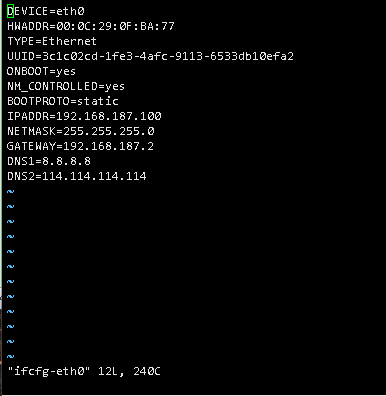 DEVICE=eth0
HWADDR=00:0C:29:0F:BA:77
TYPE=Ethernet
UUID=3c1c02cd-1fe3-4afc-9113-6533db10efa2
ONBOOT=yes
NM_CONTROLLED=yes
BOOTPROTO=static
IPADDR=192.168.187.100
NETMASK=255.255.255.0
GATEWAY=192.168.187.2
DNS1=8.8.8.8
DNS2=114.114.114.114
~
~
~
~
~
~
~
~
~
~
~
~
"ifcfg-eth0" 12L, 240C